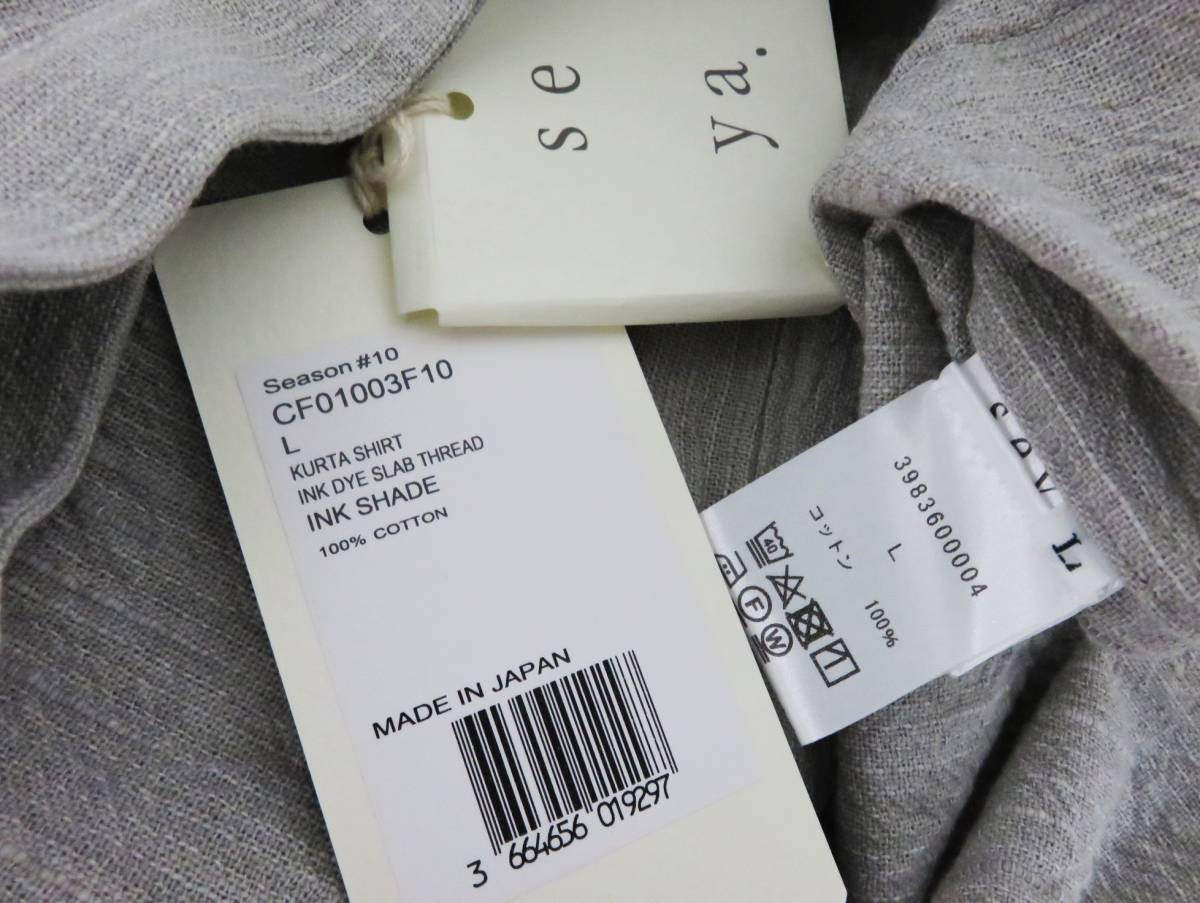 se
ya.
Season #10
CF01003F10
L
KURTA SHIRT
INK DYE SLAB THREAD
INK SHADE
100% COTTON
MADE IN JAPAN
3 664656 019297
3983600004
L
コットン 100%
40
F
W
L